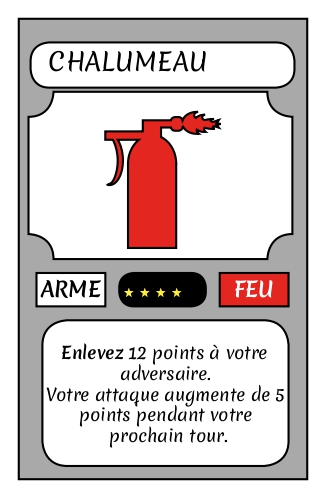 CHALUMEAU
ARME
FEU
Enlevez 12 points à votre
adversaire.
Votre attaque augmente de 5
points pendant votre
prochain tour.